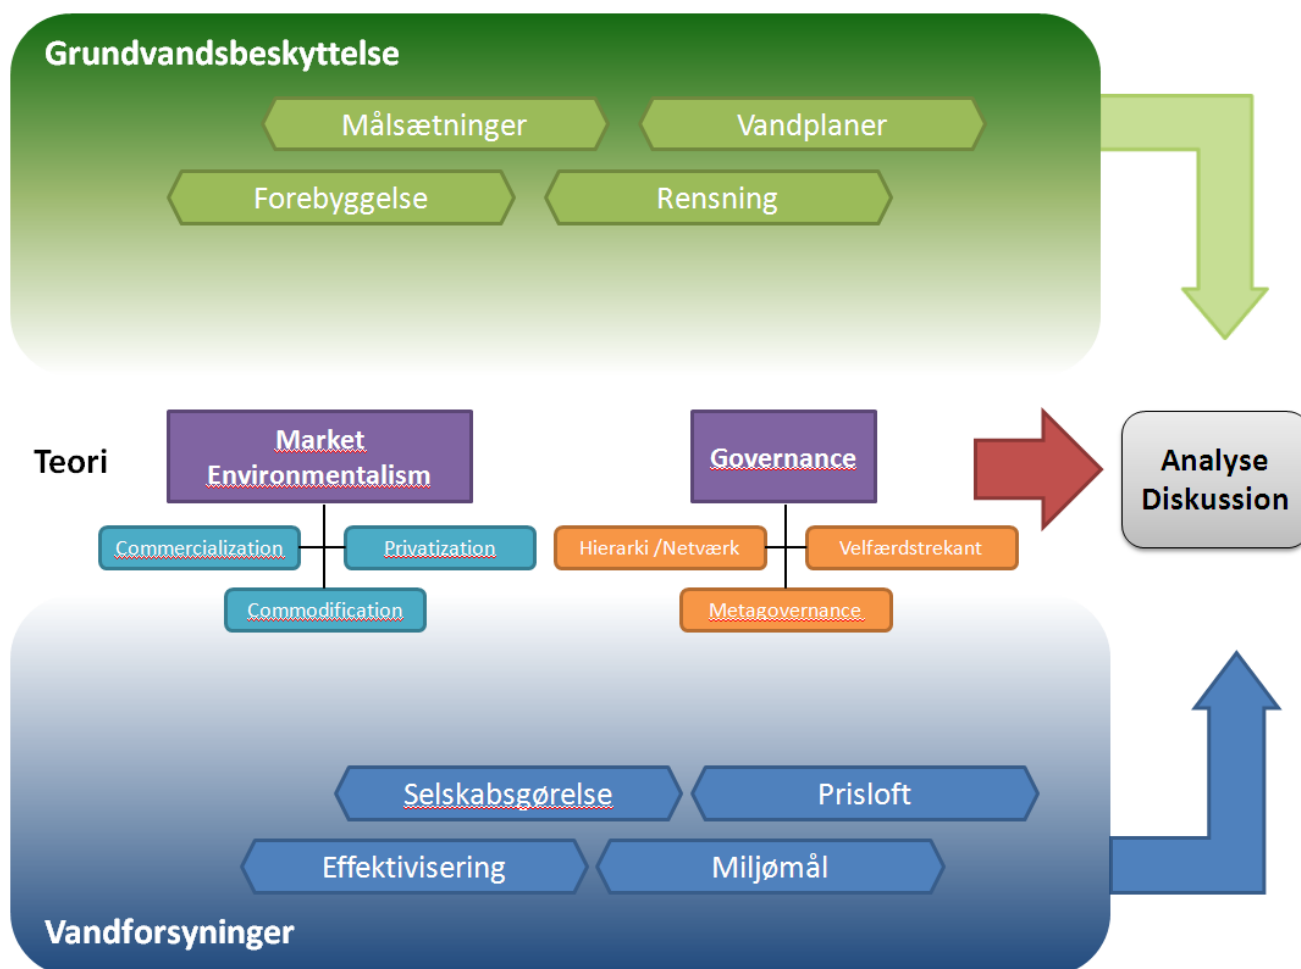 Grundvandsbeskyttelse
Målsætninger
Vandplaner
Forebyggelse
Rensning
Teori
Market
Environmentalism
Governance
Analyse
Diskussion
Commercialization
Privatization
Hierarki /Netværk
Velfærdstrekant
Commodification
Metagovernance
Selskabsgørelse
Prisloft
Effektivisering
Miljømål
Vandforsyninger